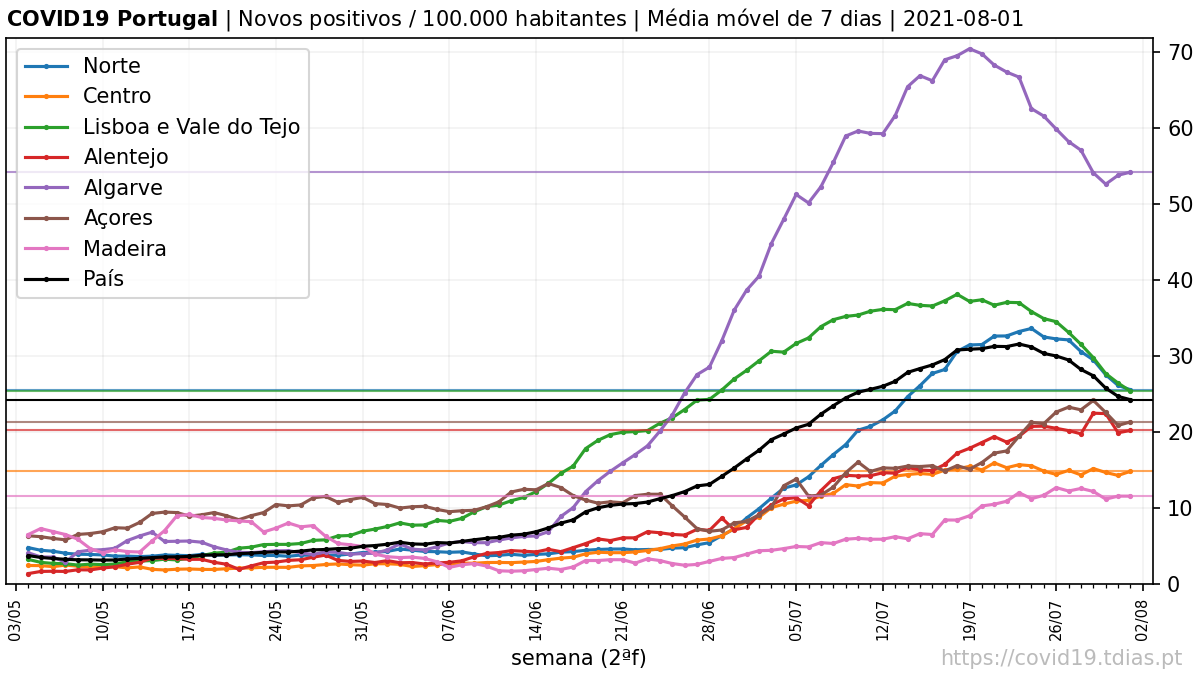 COVID19 Portugal | Novos positivos / 100.000 habitantes | Média móvel de 7 dias | 2021-08-01
Norte
Centro
Lisboa e Vale do Tejo
Alentejo
Algarve
Açores
Madeira
País
70
60
50
40
30
20
10
0
03/05
10/05
17/05
24/05
31/05
07/06
14/06
21/06
28/06
05/07
12/07
19/07
26/07
02/08
semana (2ªf)
https://covid19.tdias.pt